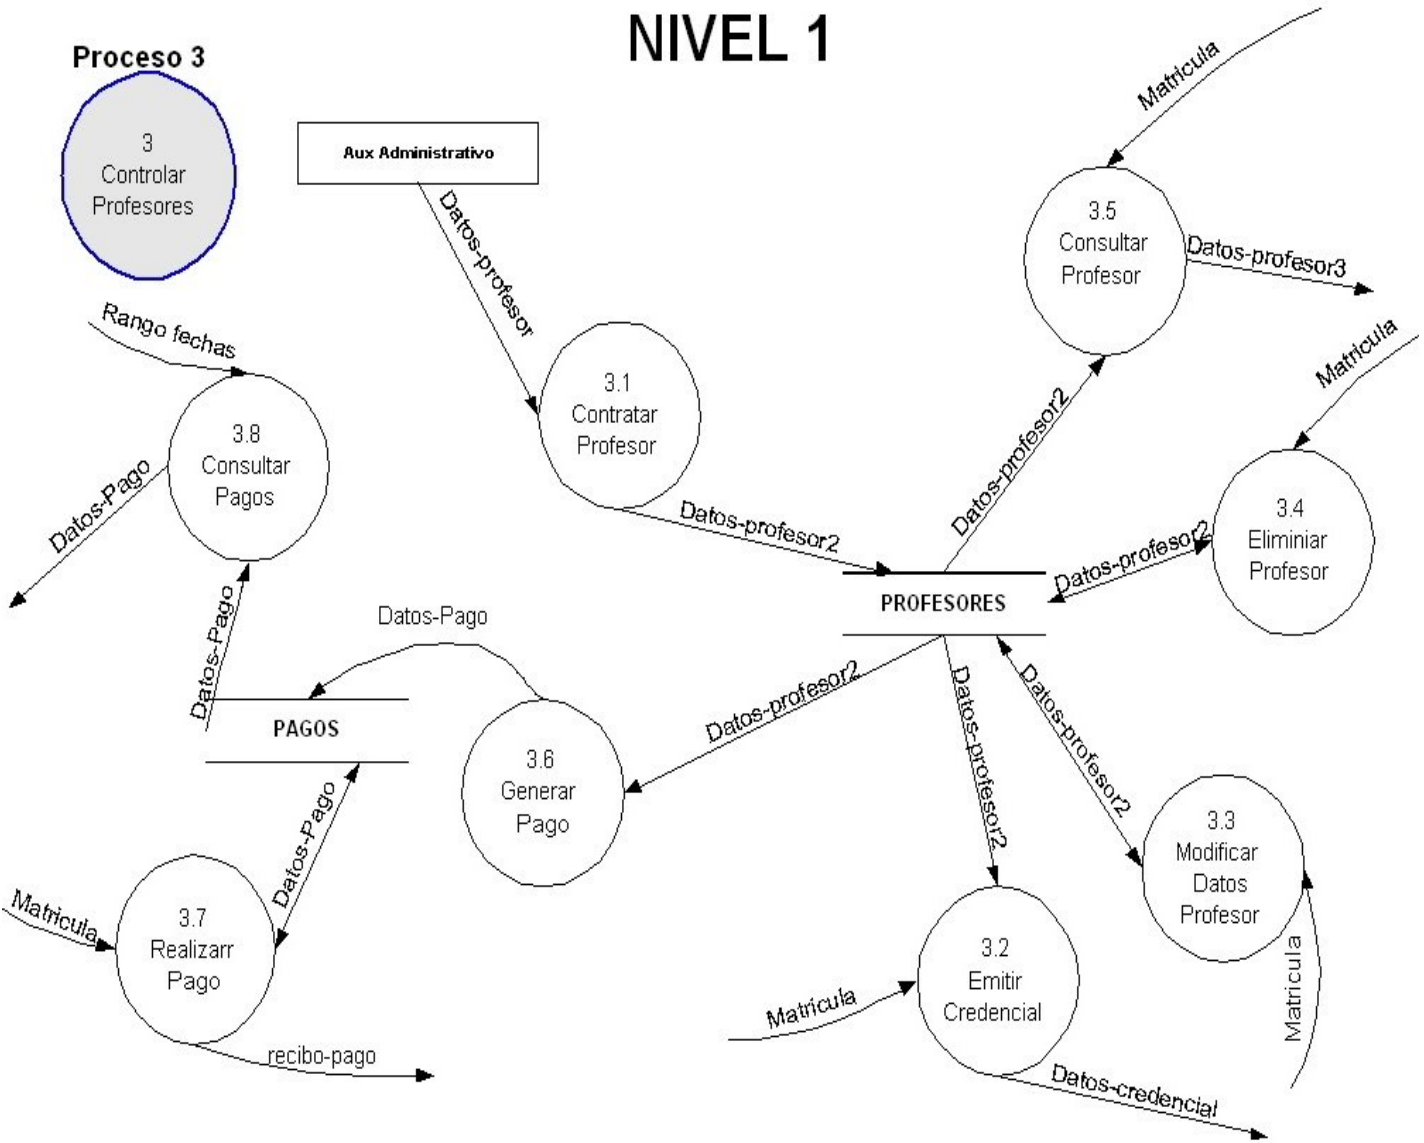 NIVEL 1
Proceso 3
3
Controlar
Profesores
Aux Administrativo
Datos-profesor
Matricula
3.5
Consultar
Profesor
Datos-profesor3
Rango fechas
3.1
Contratar
Profesor
Matricula
3.8
Consultar
Pagos
Datos-Pago
Datos-profesor2
Datos-profesor2
3.4
Eliminiar
Profesor
Datos-profesor2
PROFESORES
Datos-Pago
Datos-Pago
PAGOS
Datos-profesor2
Datos-profesor2
Datos-profesor2
3.6
Generar
Pago
3.3
Modificar
Datos
Profesor
Datos-Pago
Matricula
3.7
Realizarr
Pago
recibo-pago
3.2
Emitir
Credencial
Matricula
Matricula
Datos-credencial